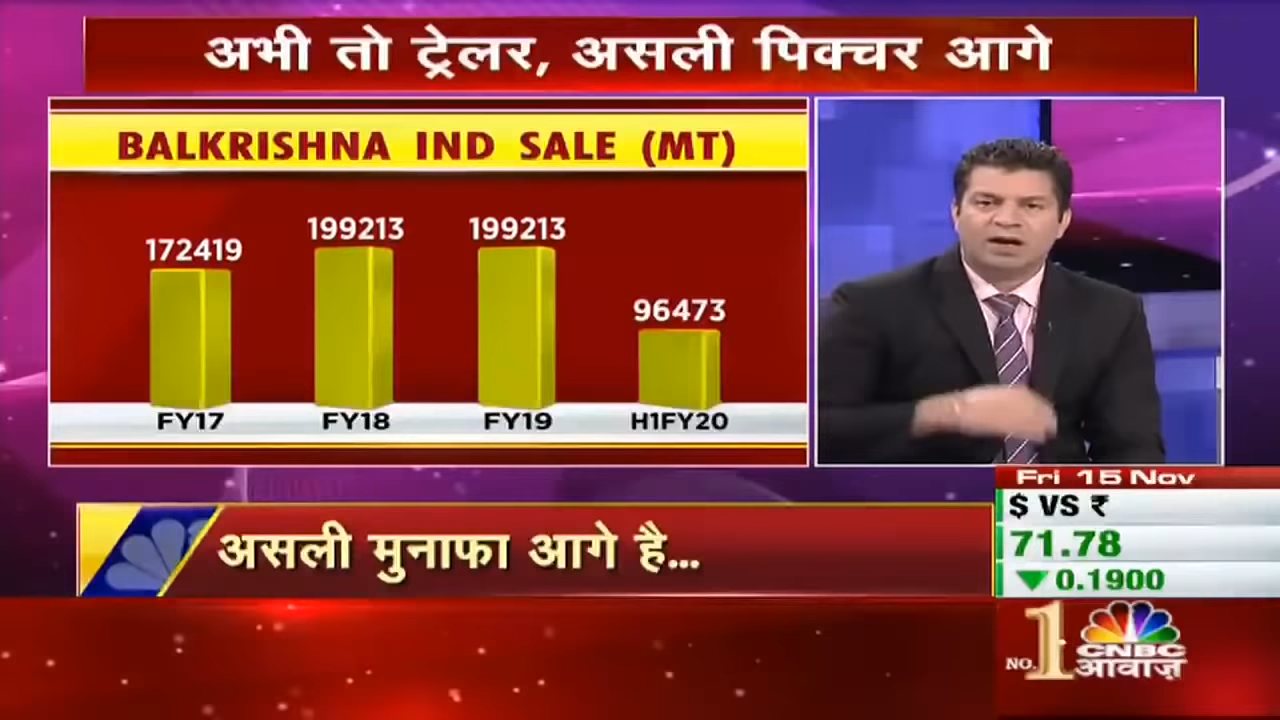 अभी तो ट्रेलर, असली पिक्चर आगे
BALKRISHNA IND SALE (MT)
172419
199213
199213
96473
FY17
FY18
FY19
H1FY20
Fri 15 Nov
$ VS ₹
71.78
▼ 0.1900
असली मुनाफा आगे है...
NO. 1
CNBC
आवाज़